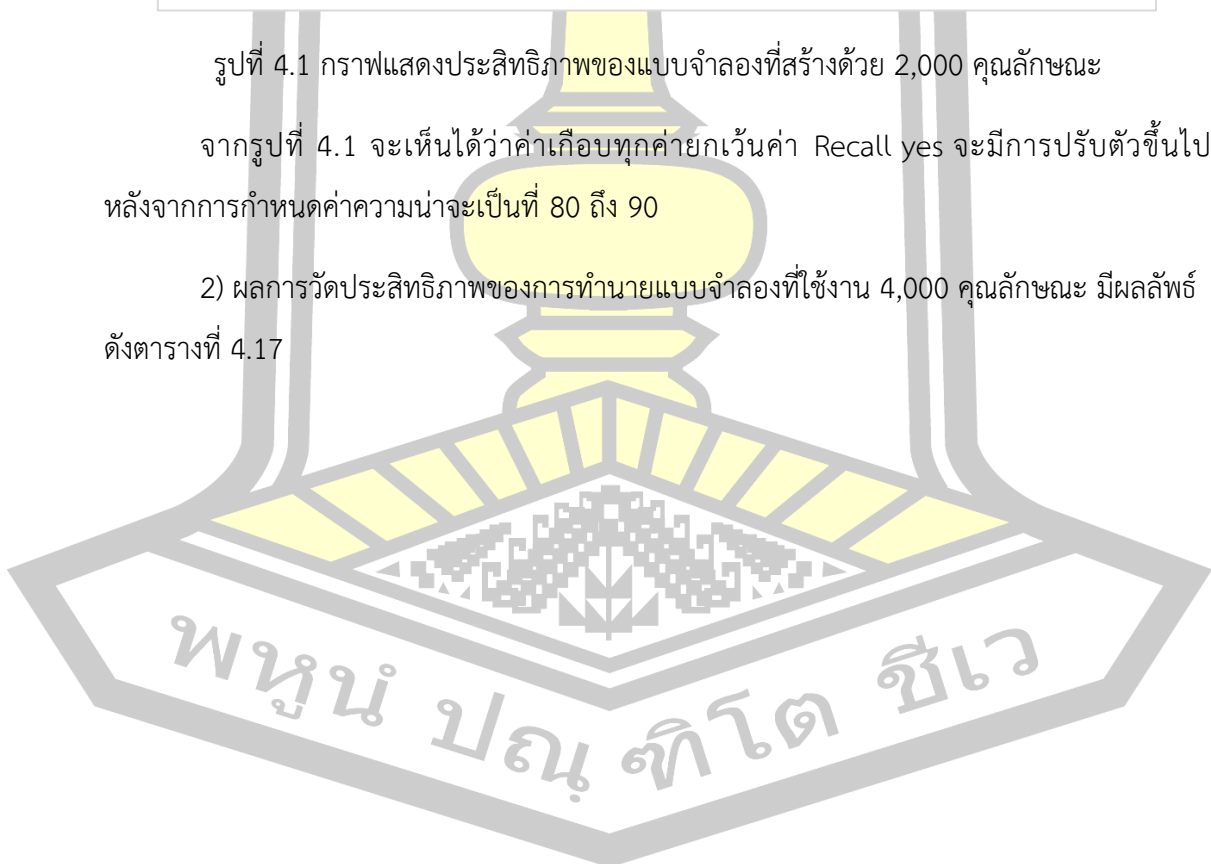 รูปที่ 4.1 กราฟแสดงประสิทธิภาพของแบบจำลองที่สร้างด้วย 2,000 คุณลักษณะ
จากรูปที่ 4.1 จะเห็นได้ว่าค่าเกือบทุกค่ายกเว้นค่า Recall yes จะมีการปรับตัวขึ้นไป
หลังจากการกำหนดค่าความน่าจะเป็นที่ 80 ถึง 90
2) ผลการวัดประสิทธิภาพของการทำนายแบบจำลองที่ใช้งาน 4,000 คุณลักษณะ มีผลลัพธ์
ดังตารางที่ 4.17
พหูนํ ปณฺฑิโต ชีเว